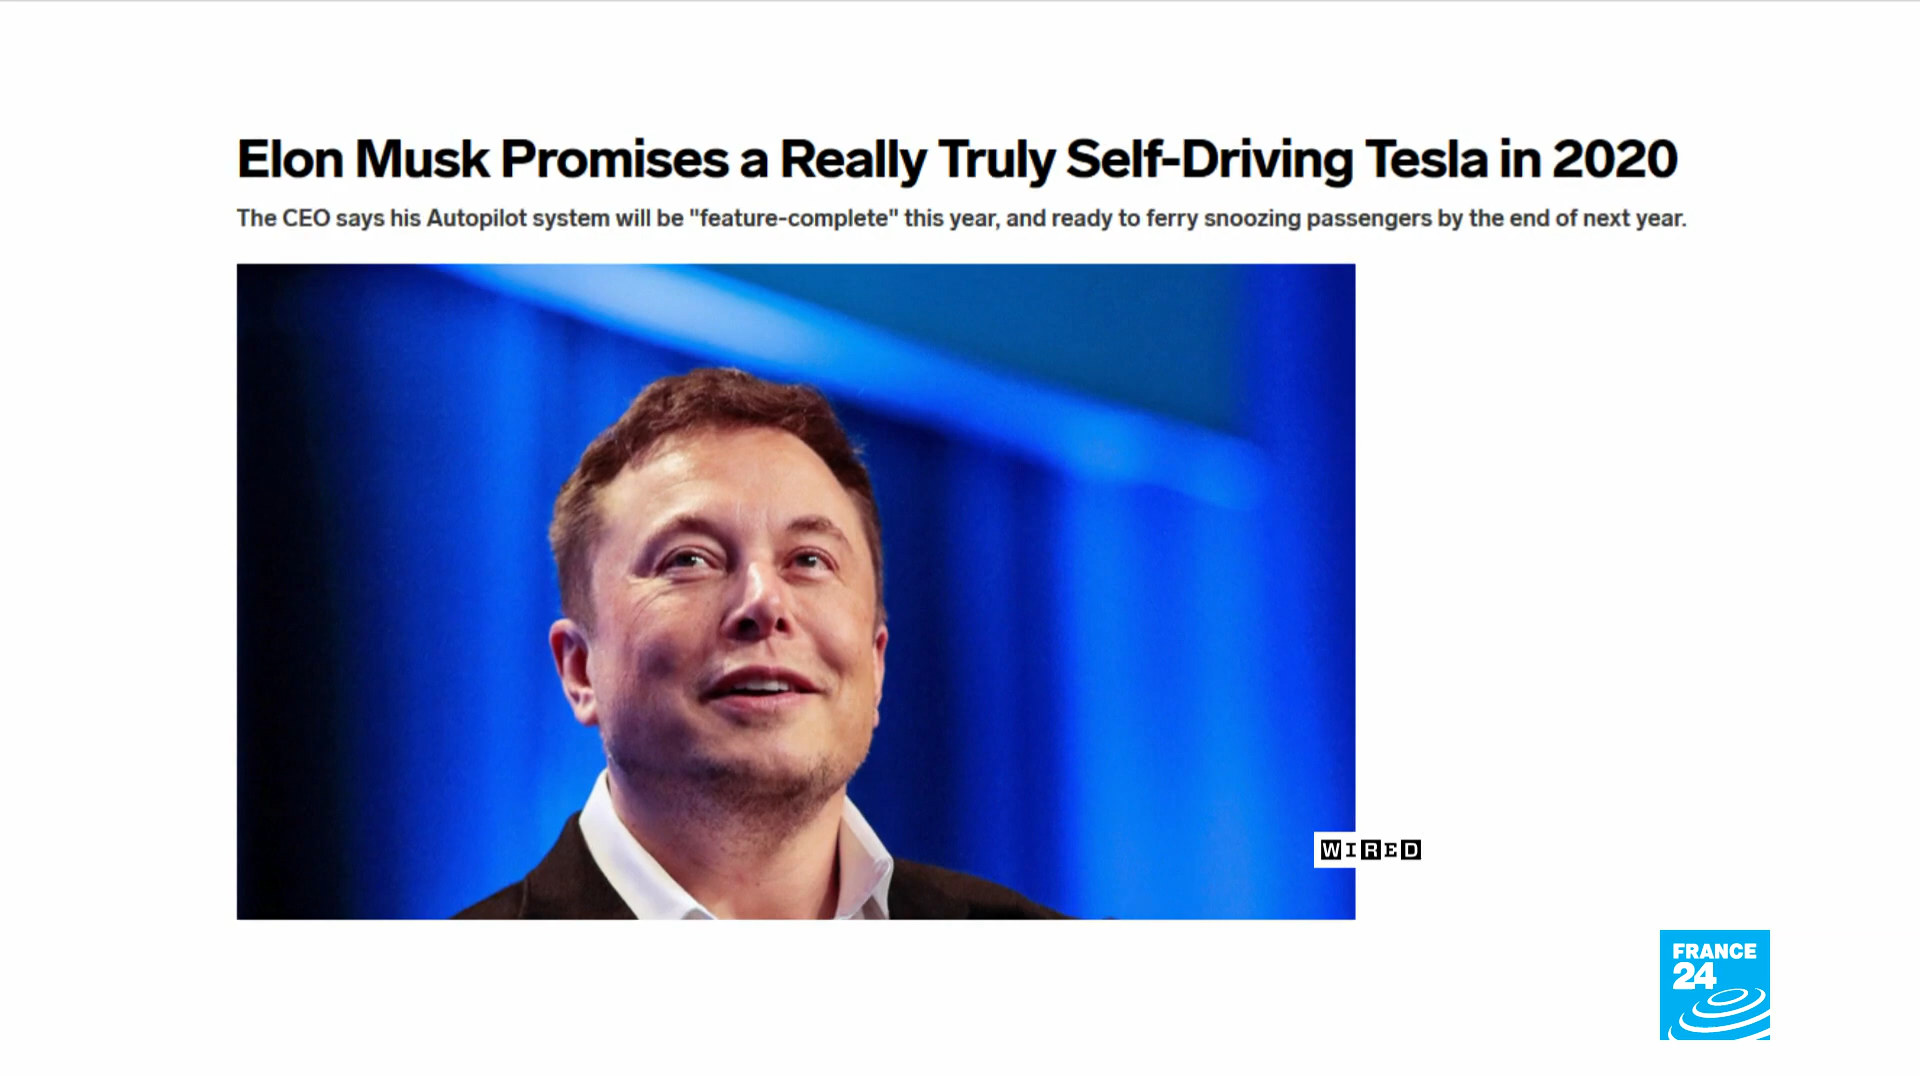 Elon Musk Promises a Really Truly Self-Driving Tesla in 2020
The CEO says his Autopilot system will be "feature-complete" this year, and ready to ferry snoozing passengers by the end of next year.
WIRED
FRANCE
24